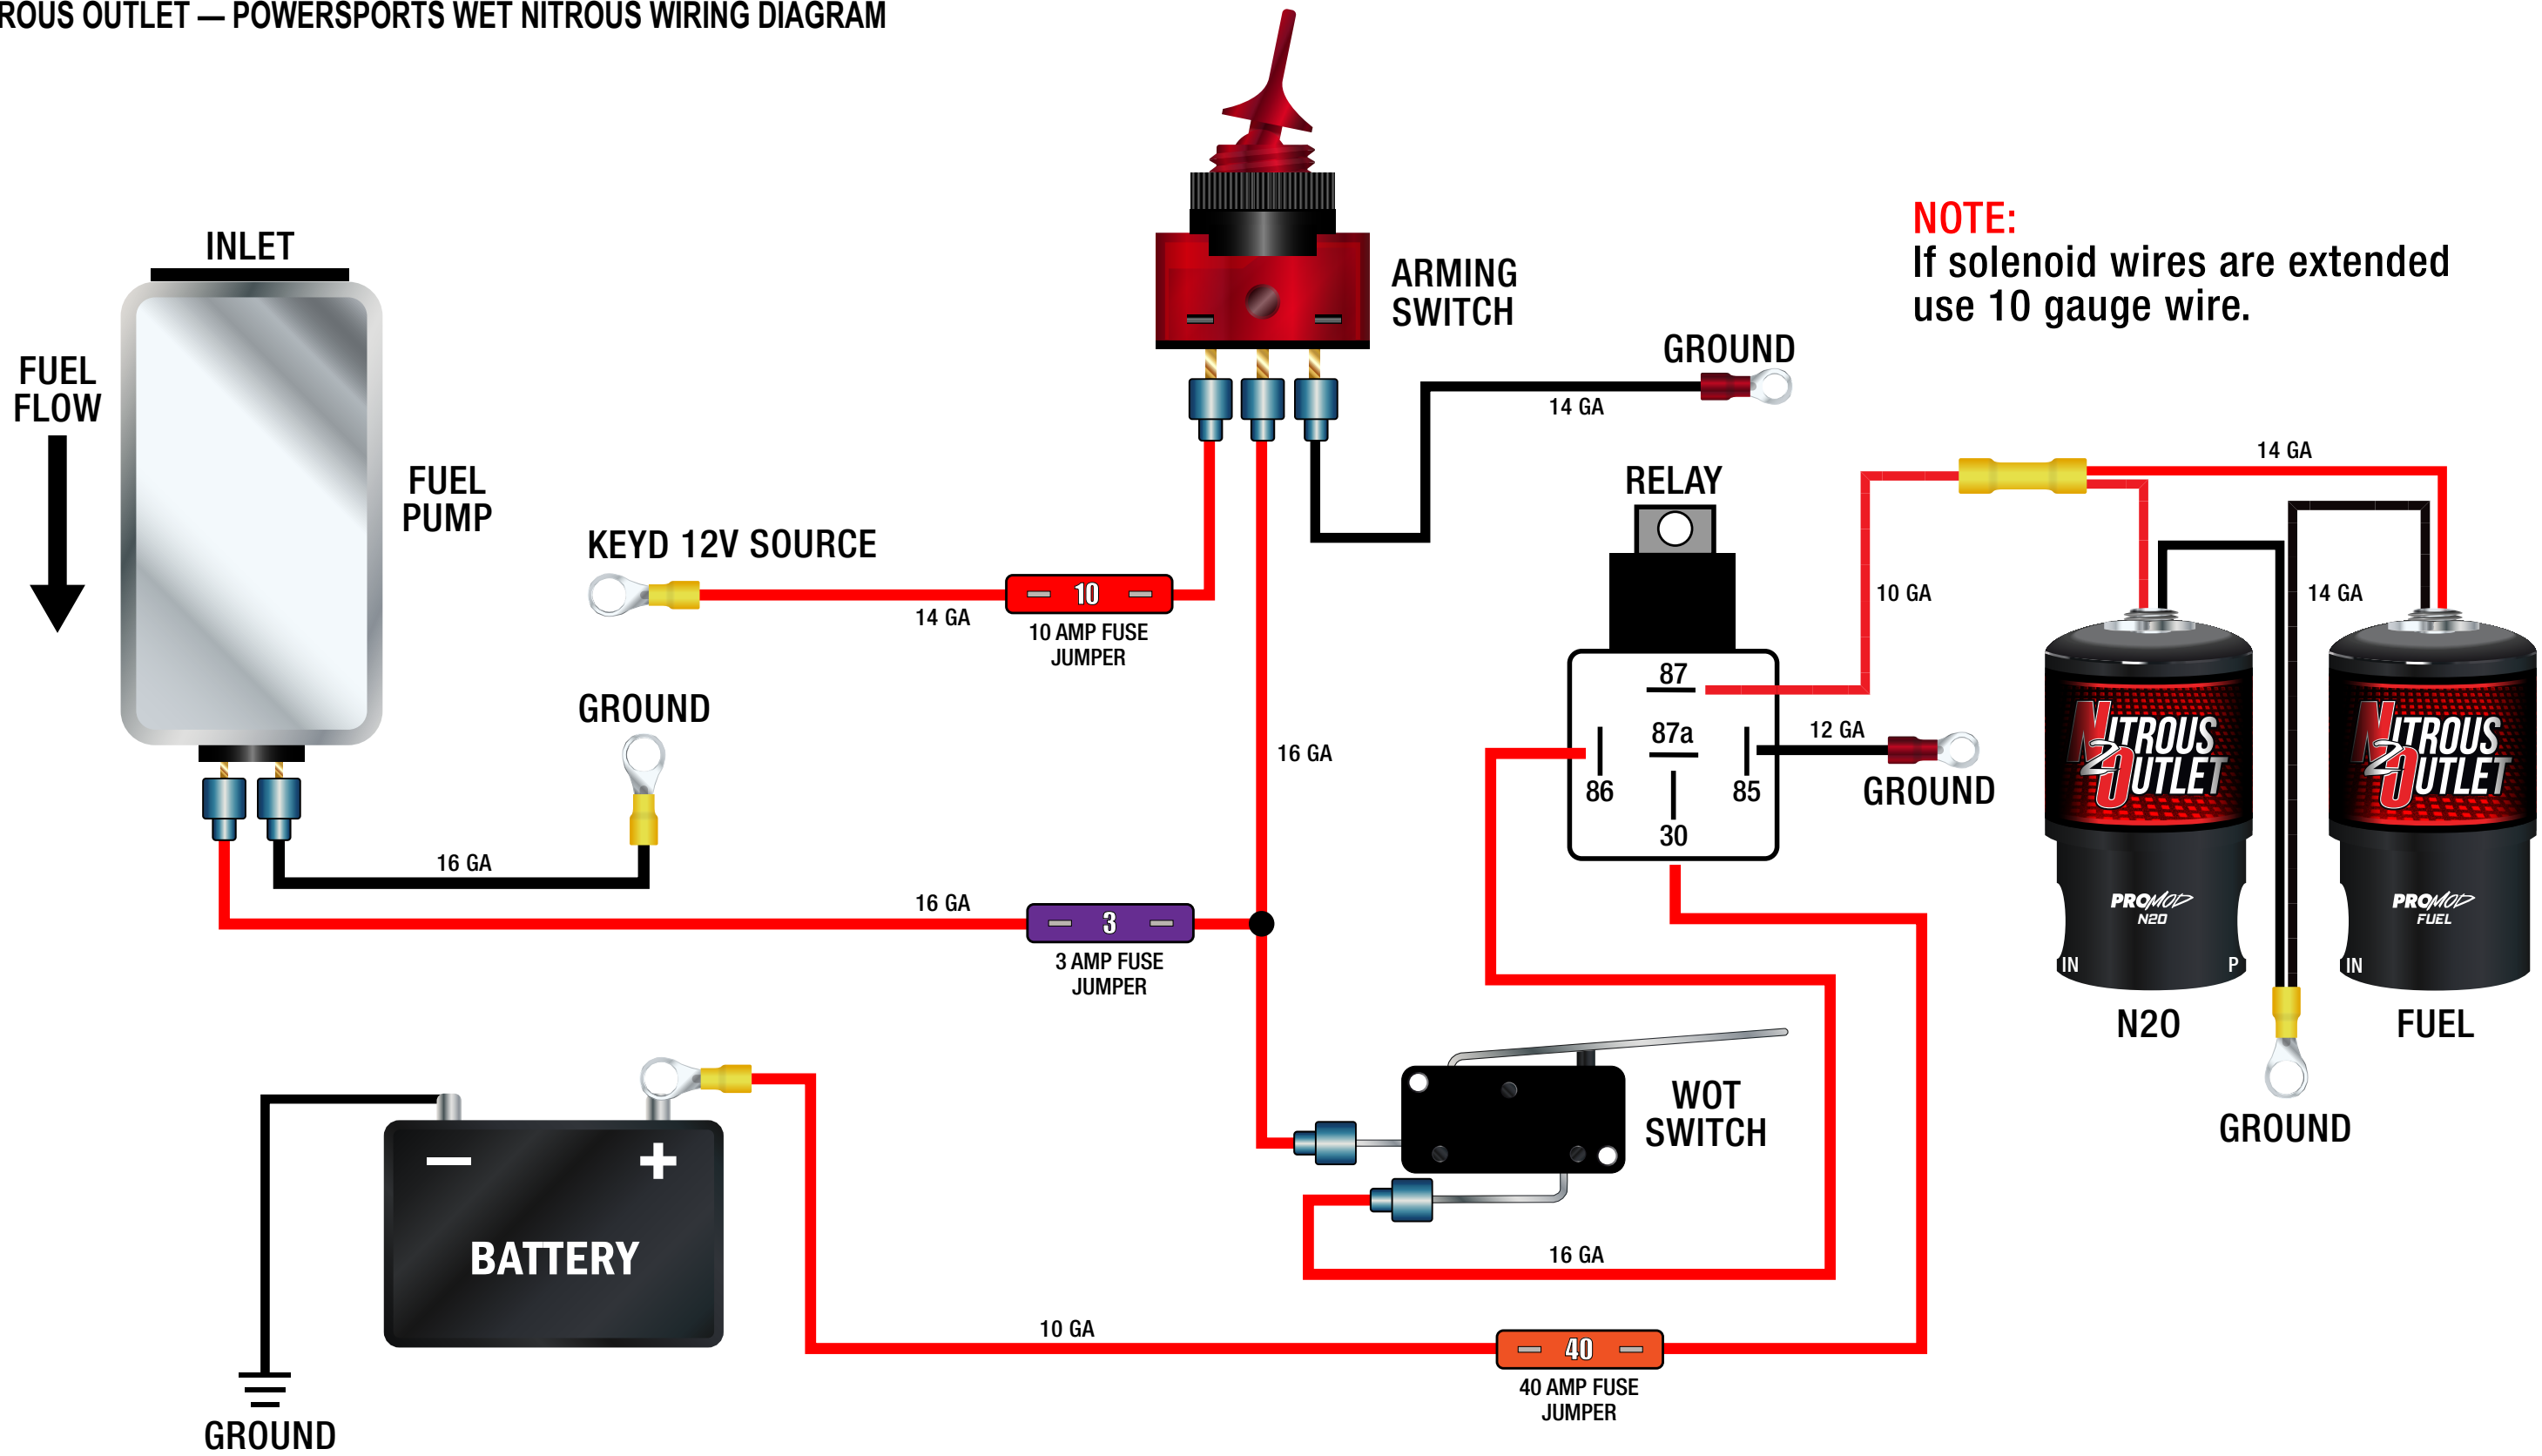 ROUS OUTLET — POWERSPORTS WET NITROUS WIRING DIAGRAM
INLET
FUEL
FLOW
FUEL
PUMP
ARMING
SWITCH
NOTE:
If solenoid wires are extended
use 10 gauge wire.
GROUND
14 GA
KEYD 12V SOURCE
14 GA
10
10 AMP FUSE
JUMPER
GROUND
16 GA
16 GA
3
3 AMP FUSE
JUMPER
16 GA
RELAY
87
87a
86
85
30
12 GA
GROUND
10 GA
14 GA
14 GA
NITROUS
2
OUTLET
PROMOD
N2O
IN
P
N2O
NITROUS
2
OUTLET
PROMOD
FUEL
IN
FUEL
GROUND
WOT
SWITCH
16 GA
–
+
BATTERY
GROUND
10 GA
40
40 AMP FUSE
JUMPER